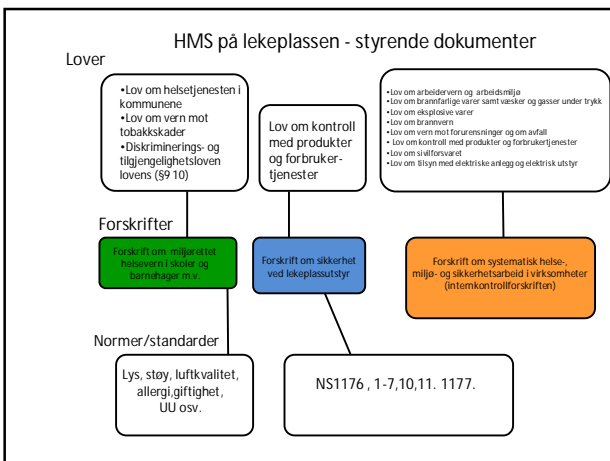 HMS på lekeplassen - styrende dokumenter
Lover
•Lov om helsetjenesten i
kommunene
•Lov om vern mot
tobakkskader
•Diskriminerings- og
tilgjengelighetsloven
lovens (§9 10)
Lov om kontroll
med produkter
og forbruker-
tjenester
•Lov om arbeidervern og arbeidsmiljø
•Lov om brannfarlige varer samt væsker og gasser under trykk
•Lov om eksplosive varer
•Lov om brannvern
•Lov om vern mot forurensninger og om avfall
• Lov om kontroll med produkter og forbrukertjenester
•Lov om sivilforsvaret
•Lov om tilsyn med elektriske anlegg og elektrisk utstyr
Forskrifter
Forskrift om miljørettet
helsevern i skoler og
barnehager m.v.
Forskrift om sikkerhet
ved lekeplassutstyr
Forskrift om systematisk helse-,
miljø- og sikkerhetsarbeid i virksomheter
(internkontrollforskriften)
Normer/standarder
Lys, støy, luftkvalitet,
allergi,giftighet,
UU osv.
NS1176 , 1-7,10,11. 1177.